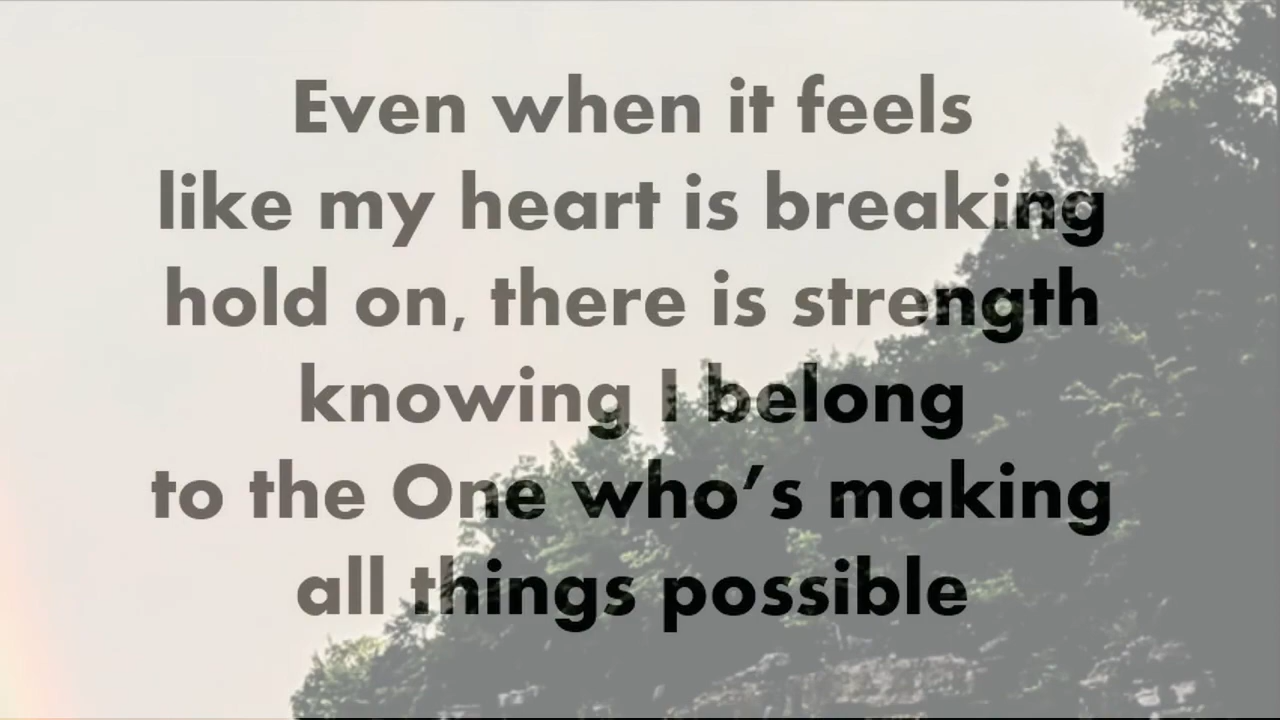 Even when it feels
like my heart is breaking
hold on, there is strength
knowing I belong
to the One who’s making
all things possible